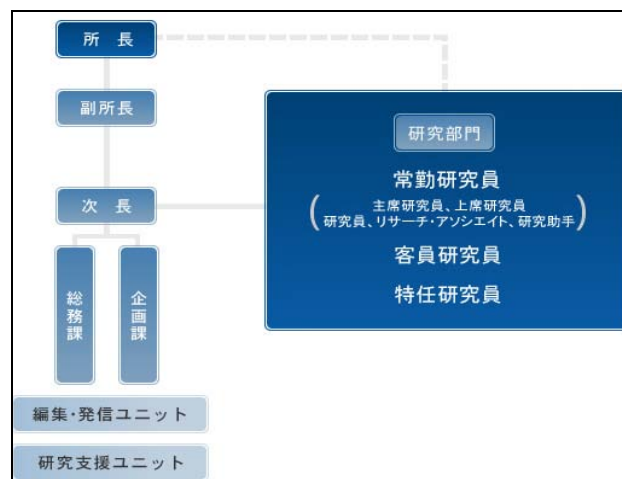 所 長
副所長
次 長
総務課
企画課
編集・発信ユニット
研究支援ユニット
研究部門
常勤研究員
(主席研究員、上席研究員
研究員、リサーチ・アソシエイト、研究助手)
客員研究員
特任研究員